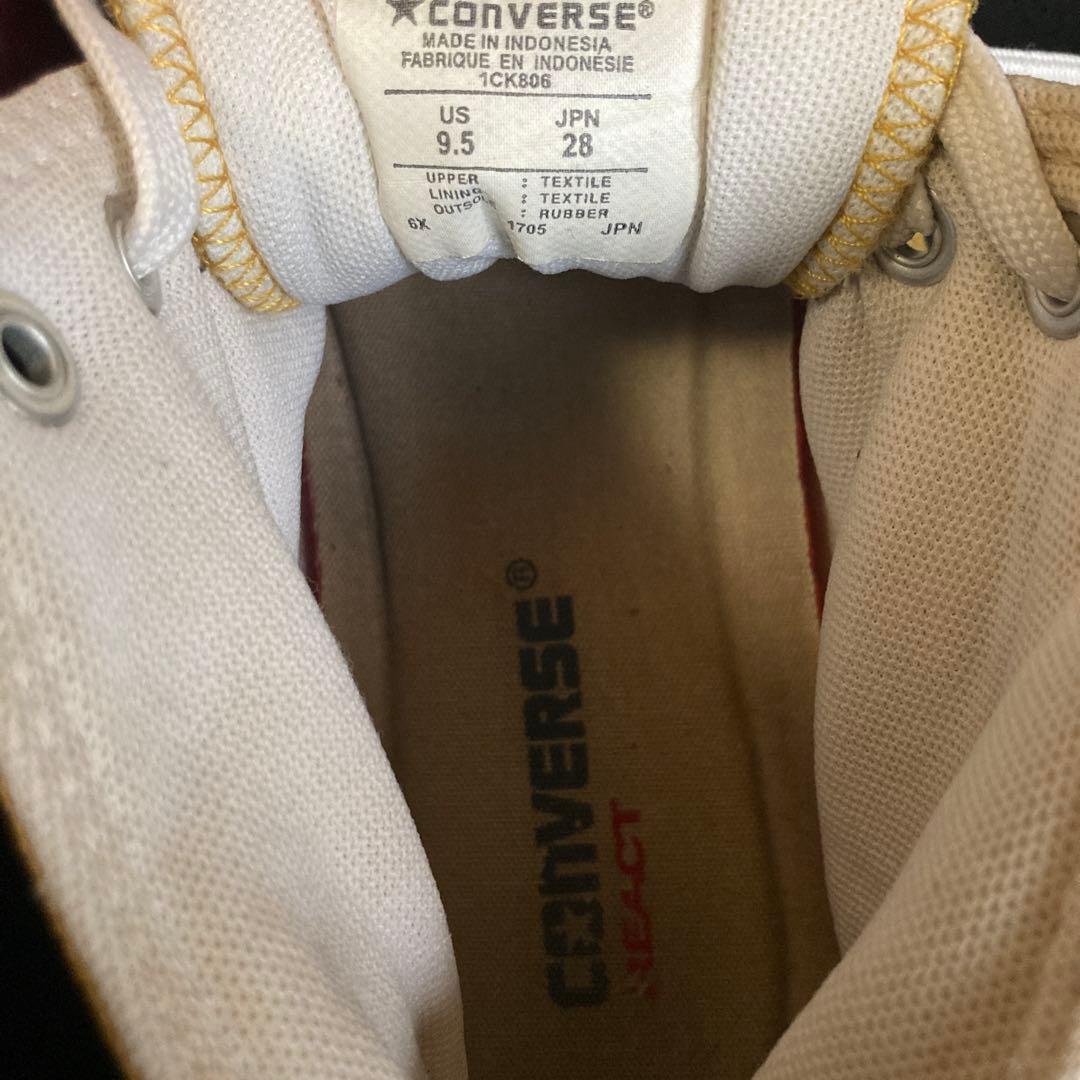 ★CONVERSE®
MADE IN INDONESIA
FABRIQUE EN INDONESIE
1CK806
US JPN
9.5 28
UPPER : TEXTILE
LINING : TEXTILE
: RUBBER
6X 1705 JPN
CONVERSE®
REACT